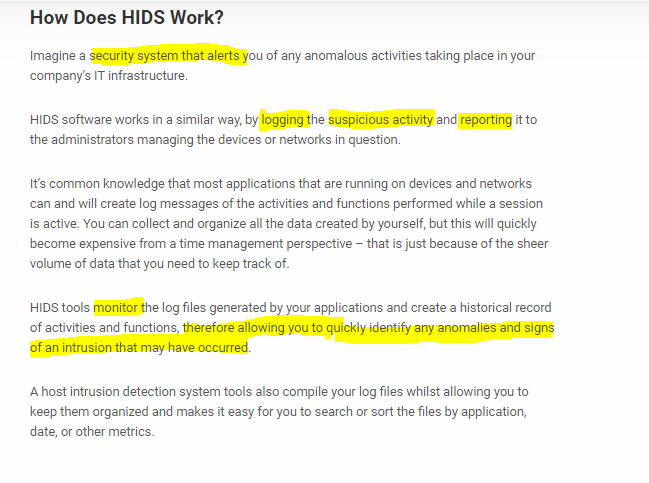 How Does HIDS Work?
Imagine a security system that alerts you of any anomalous activities taking place in your
company's IT infrastructure.
HIDS software works in a similar way, by logging the suspicious activity and reporting it to
the administrators managing the devices or networks in question.
It's common knowledge that most applications that are running on devices and networks
can and will create log messages of the activities and functions performed while a session
is active. You can collect and organize all the data created by yourself, but this will quickly
become expensive from a time management perspective – that is just because of the sheer
volume of data that you need to keep track of.
HIDS tools monitor the log files generated by your applications and create a historical record
of activities and functions, therefore allowing you to quickly identify any anomalies and signs
of an intrusion that may have occurred.
A host intrusion detection system tools also compile your log files whilst allowing you to
keep them organized and makes it easy for you to search or sort the files by application,
date, or other metrics.